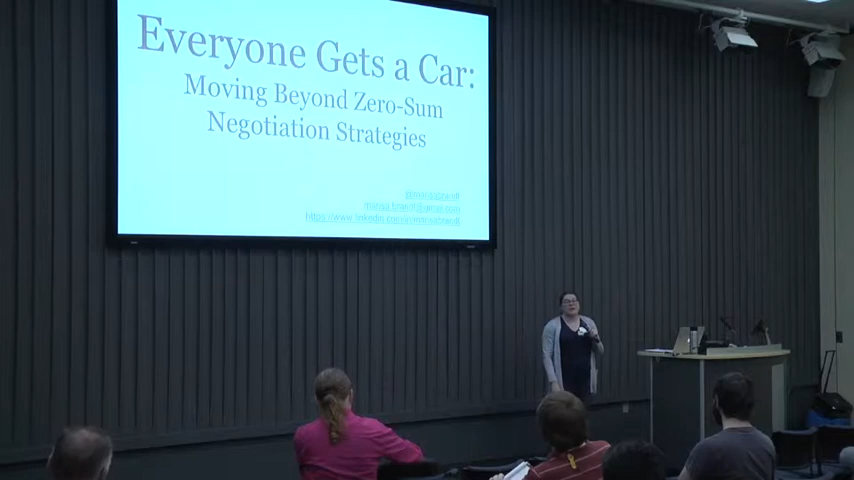 Everyone Gets a Car:
Moving Beyond Zero-Sum
Negotiation Strategies